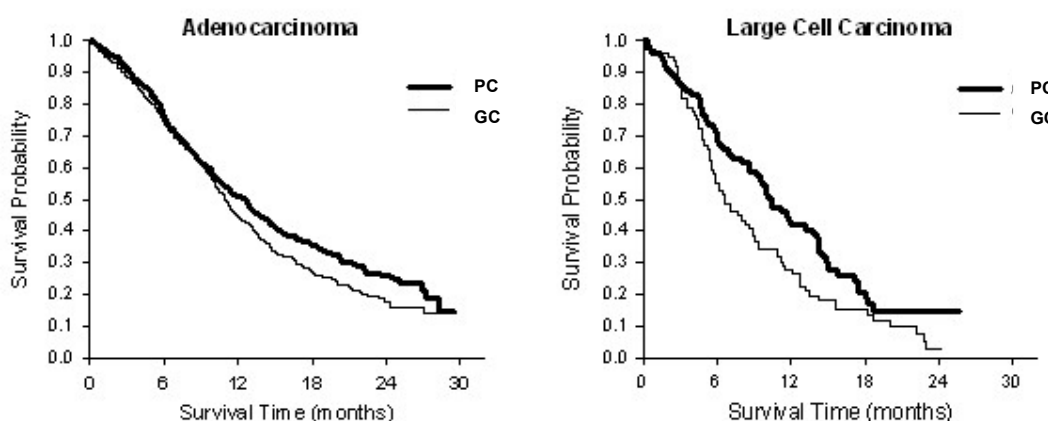 Adenocarcinoma
1.0
0.9
0.8
0.7
0.6
0.5
0.4
0.3
0.2
0.1
0.0
Survival Probability
PC
GC
0 6 12 18 24 30
Survival Time (months)
Large Cell Carcinoma
1.0
0.9
0.8
0.7
0.6
0.5
0.4
0.3
0.2
0.1
0.0
Survival Probability
PC
GC
0 6 12 18 24 30
Survival Time (months)